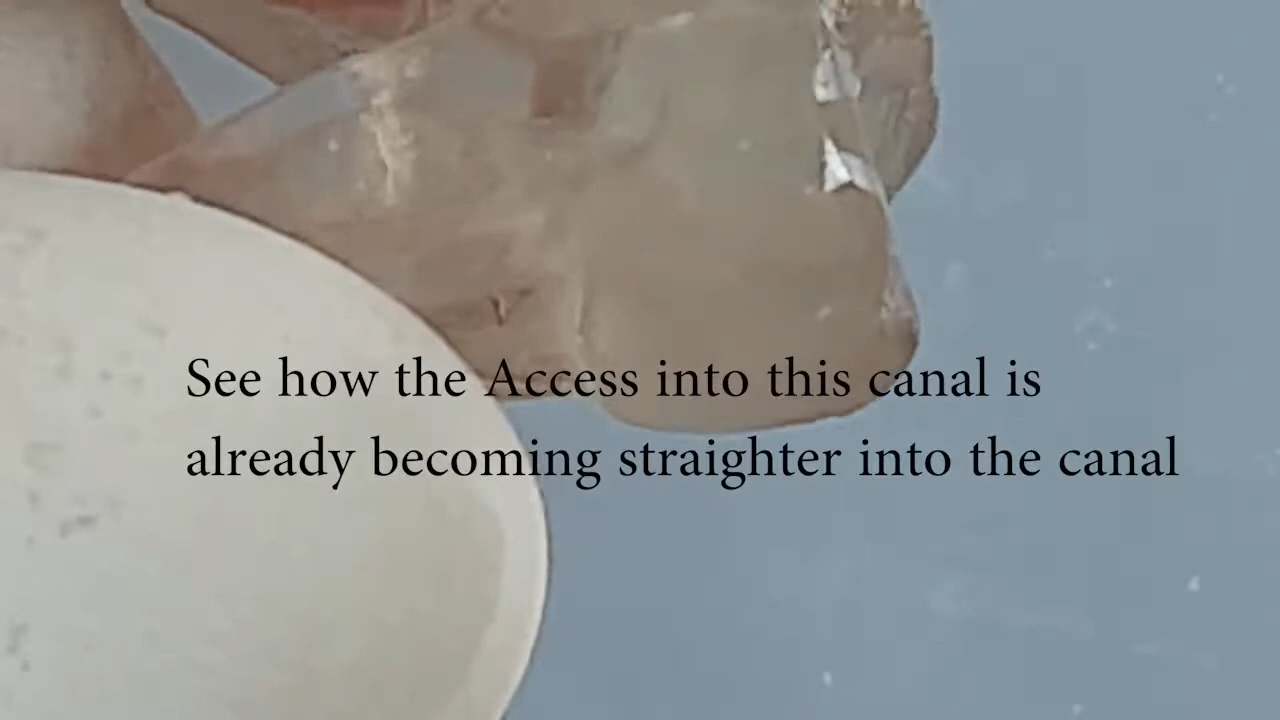 See how the Access into this canal is
already becoming straighter into the canal